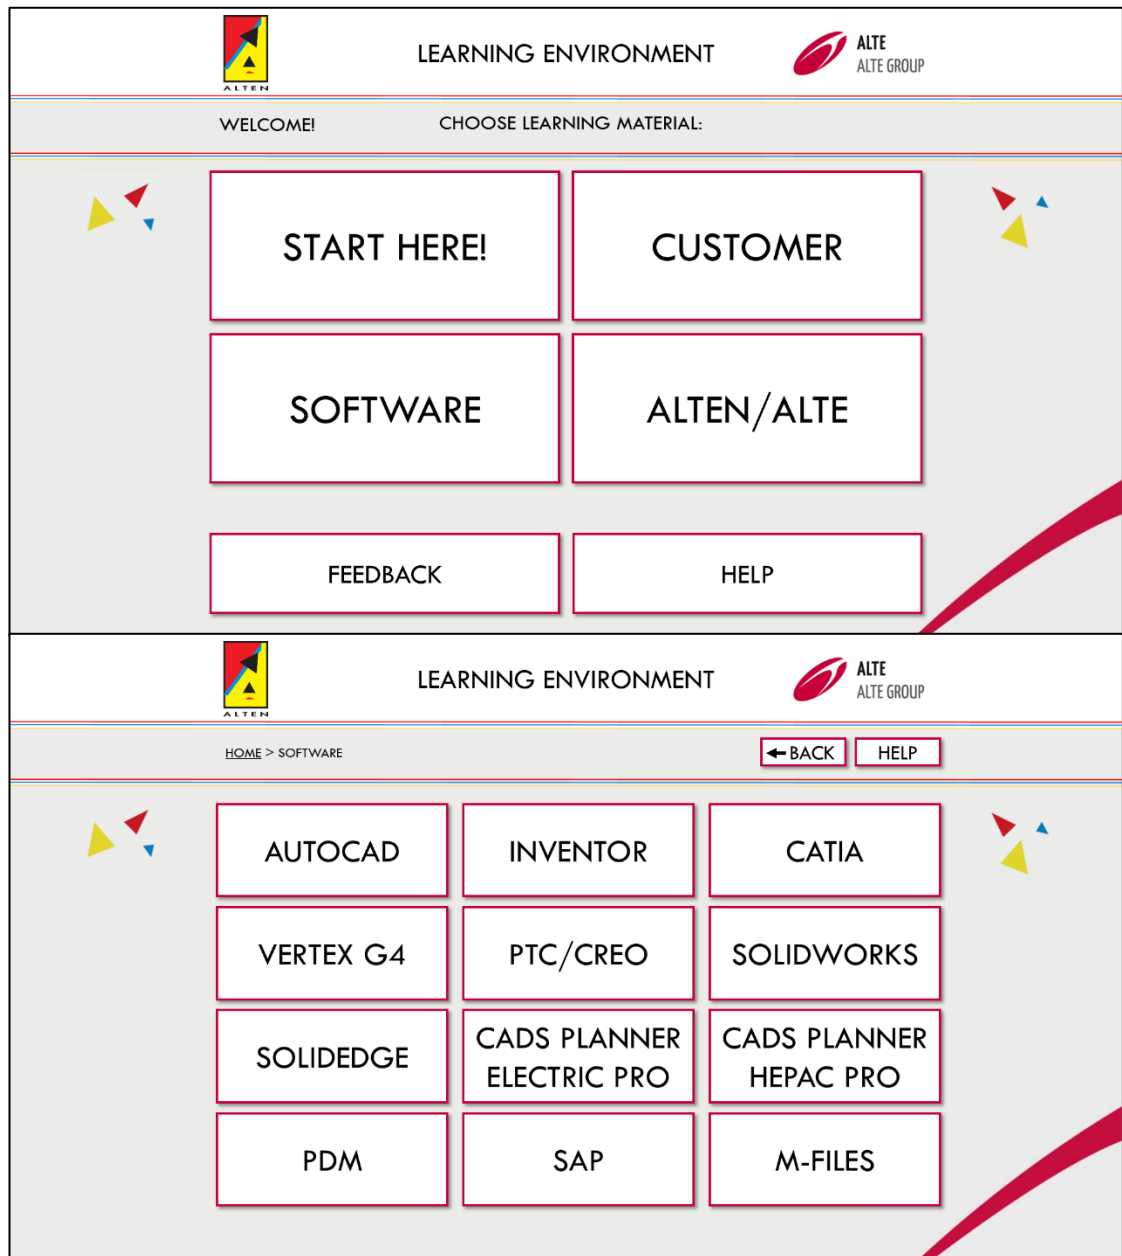 ALTEN
LEARNING ENVIRONMENT
ALTE
ALTE GROUP
WELCOME!
CHOOSE LEARNING MATERIAL:
START HERE!
CUSTOMER
SOFTWARE
ALTEN/ALTE
FEEDBACK
HELP
ALTEN
LEARNING ENVIRONMENT
ALTE
ALTE GROUP
HOME > SOFTWARE
BACK
HELP
AUTOCAD
INVENTOR
CATIA
VERTEX G4
PTC/CREO
SOLIDWORKS
SOLIDEDGE
CADS PLANNER
ELECTRIC PRO
CADS PLANNER
HEPAC PRO
PDM
SAP
M-FILES